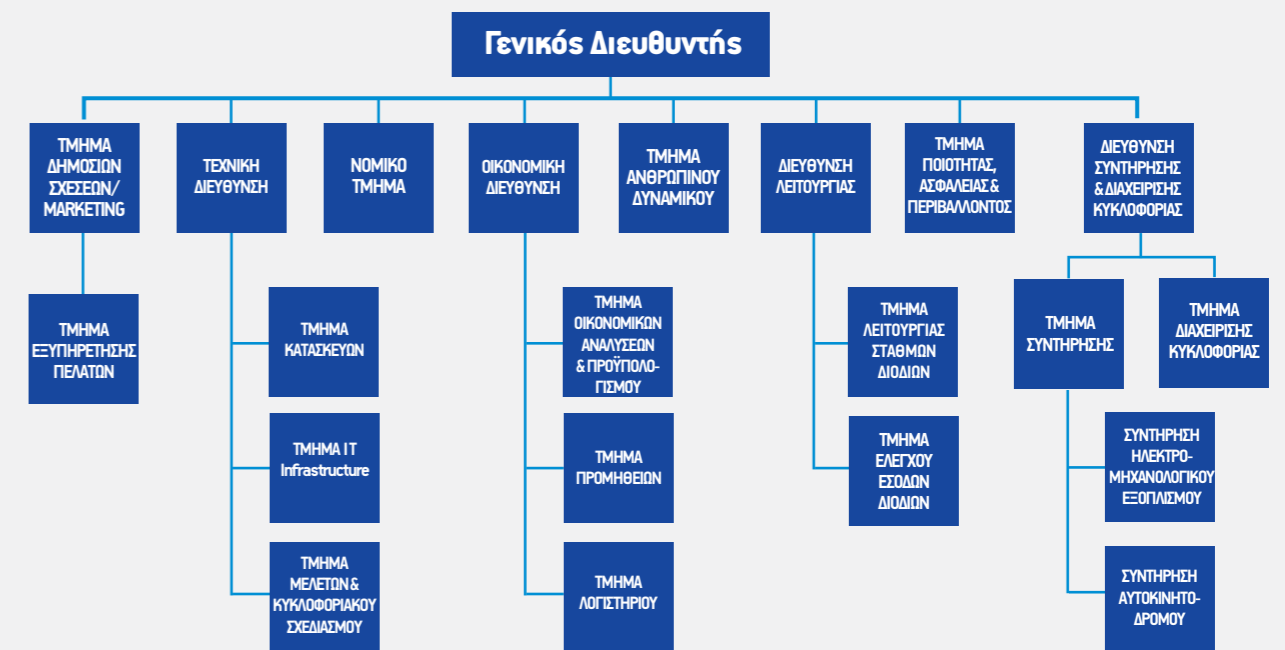 Γενικός Διευθυντής
ΤΜΗΜΑ
ΔΗΜΟΣΙΩΝ
ΣΧΕΣΕΩΝ/
MARKETING
ΤΕΧΝΙΚΗ
ΔΙΕΥΘΥΝΣΗ
ΝΟΜΙΚΟ
ΤΜΗΜΑ
ΟΙΚΟΝΟΜΙΚΗ
ΔΙΕΥΘΥΝΣΗ
ΤΜΗΜΑ
ΑΝΘΡΩΠΙΝΟΥ
ΔΥΝΑΜΙΚΟΥ
ΔΙΕΥΘΥΝΣΗ
ΛΕΙΤΟΥΡΓΙΑΣ
ΤΜΗΜΑ
ΠΟΙΟΤΗΤΑΣ,
ΑΣΦΑΛΕΙΑΣ &
ΠΕΡΙΒΑΛΛΟΝΤΟΣ
ΔΙΕΥΘΥΝΣΗ
ΣΥΝΤΗΡΗΣΗΣ
& ΔΙΑΧΕΙΡΙΣΗΣ
ΚΥΚΛΟΦΟΡΙΑΣ
ΤΜΗΜΑ
ΕΞΥΠΗΡΕΤΗΣΗΣ
ΠΕΛΑΤΩΝ
ΤΜΗΜΑ
ΚΑΤΑΣΚΕΥΩΝ
ΤΜΗΜΑ
ΟΙΚΟΝΟΜΙΚΩΝ
ΑΝΑΛΥΣΕΩΝ
& ΠΡΟΫΠΟΛΟ-
ΓΙΣΜΟΥ
ΤΜΗΜΑ
ΛΕΙΤΟΥΡΓΙΑΣ
ΣΤΑΘΜΩΝ
ΔΙΟΔΙΩΝ
ΤΜΗΜΑ
ΣΥΝΤΗΡΗΣΗΣ
ΤΜΗΜΑ
ΔΙΑΧΕΙΡΙΣΗΣ
ΚΥΚΛΟΦΟΡΙΑΣ
ΤΜΗΜΑ IT
Infrastructure
ΤΜΗΜΑ
ΠΡΟΜΗΘΕΙΩΝ
ΤΜΗΜΑ
ΕΛΕΓΧΟΥ
ΕΣΟΔΩΝ
ΔΙΟΔΙΩΝ
ΣΥΝΤΗΡΗΣΗ
ΗΛΕΚΤΡΟ-
ΜΗΧΑΝΟΛΟΓΙΚΟΥ
ΕΞΟΠΛΙΣΜΟΥ
ΤΜΗΜΑ
ΜΕΛΕΤΩΝ &
ΚΥΚΛΟΦΟΡΙΑΚΟΥ
ΣΧΕΔΙΑΣΜΟΥ
ΤΜΗΜΑ
ΛΟΓΙΣΤΗΡΙΟΥ
ΣΥΝΤΗΡΗΣΗ
ΑΥΤΟΚΙΝΗΤΟ-
ΔΡΟΜΟΥ